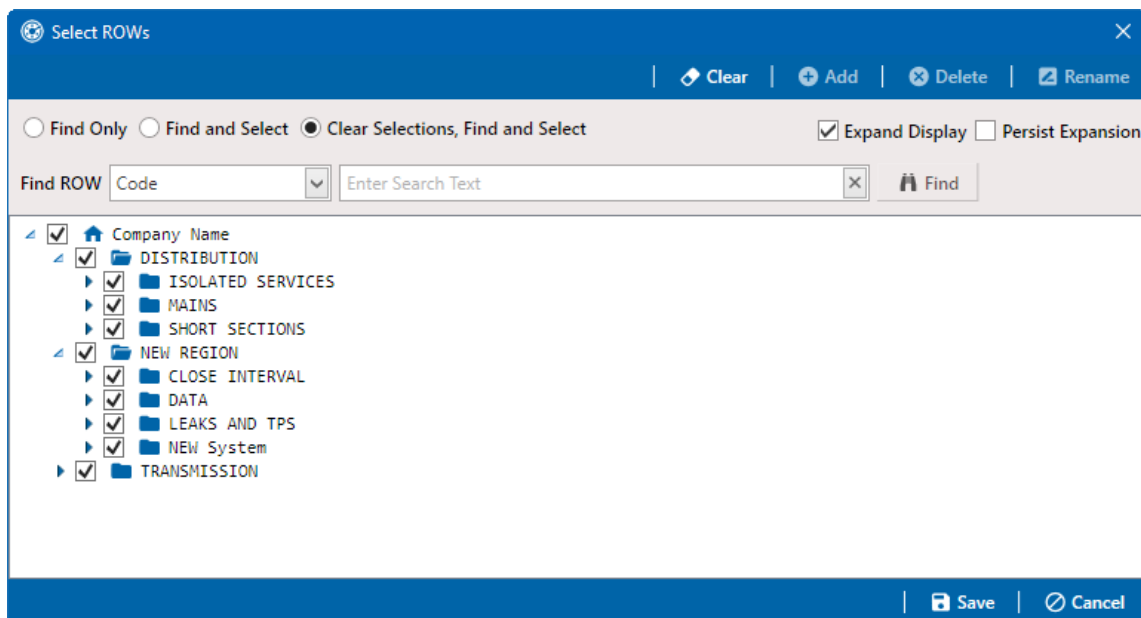 Select ROWs
Clear Add Delete Rename
Find Only Find and Select Clear Selections, Find and Select Expand Display Persist Expansion
Find ROW Code Enter Search Text Find
Company Name
DISTRIBUTION
ISOLATED SERVICES
MAINS
SHORT SECTIONS
NEW REGION
CLOSE INTERVAL
DATA
LEAKS AND TPS
NEW System
TRANSMISSION
Save Cancel